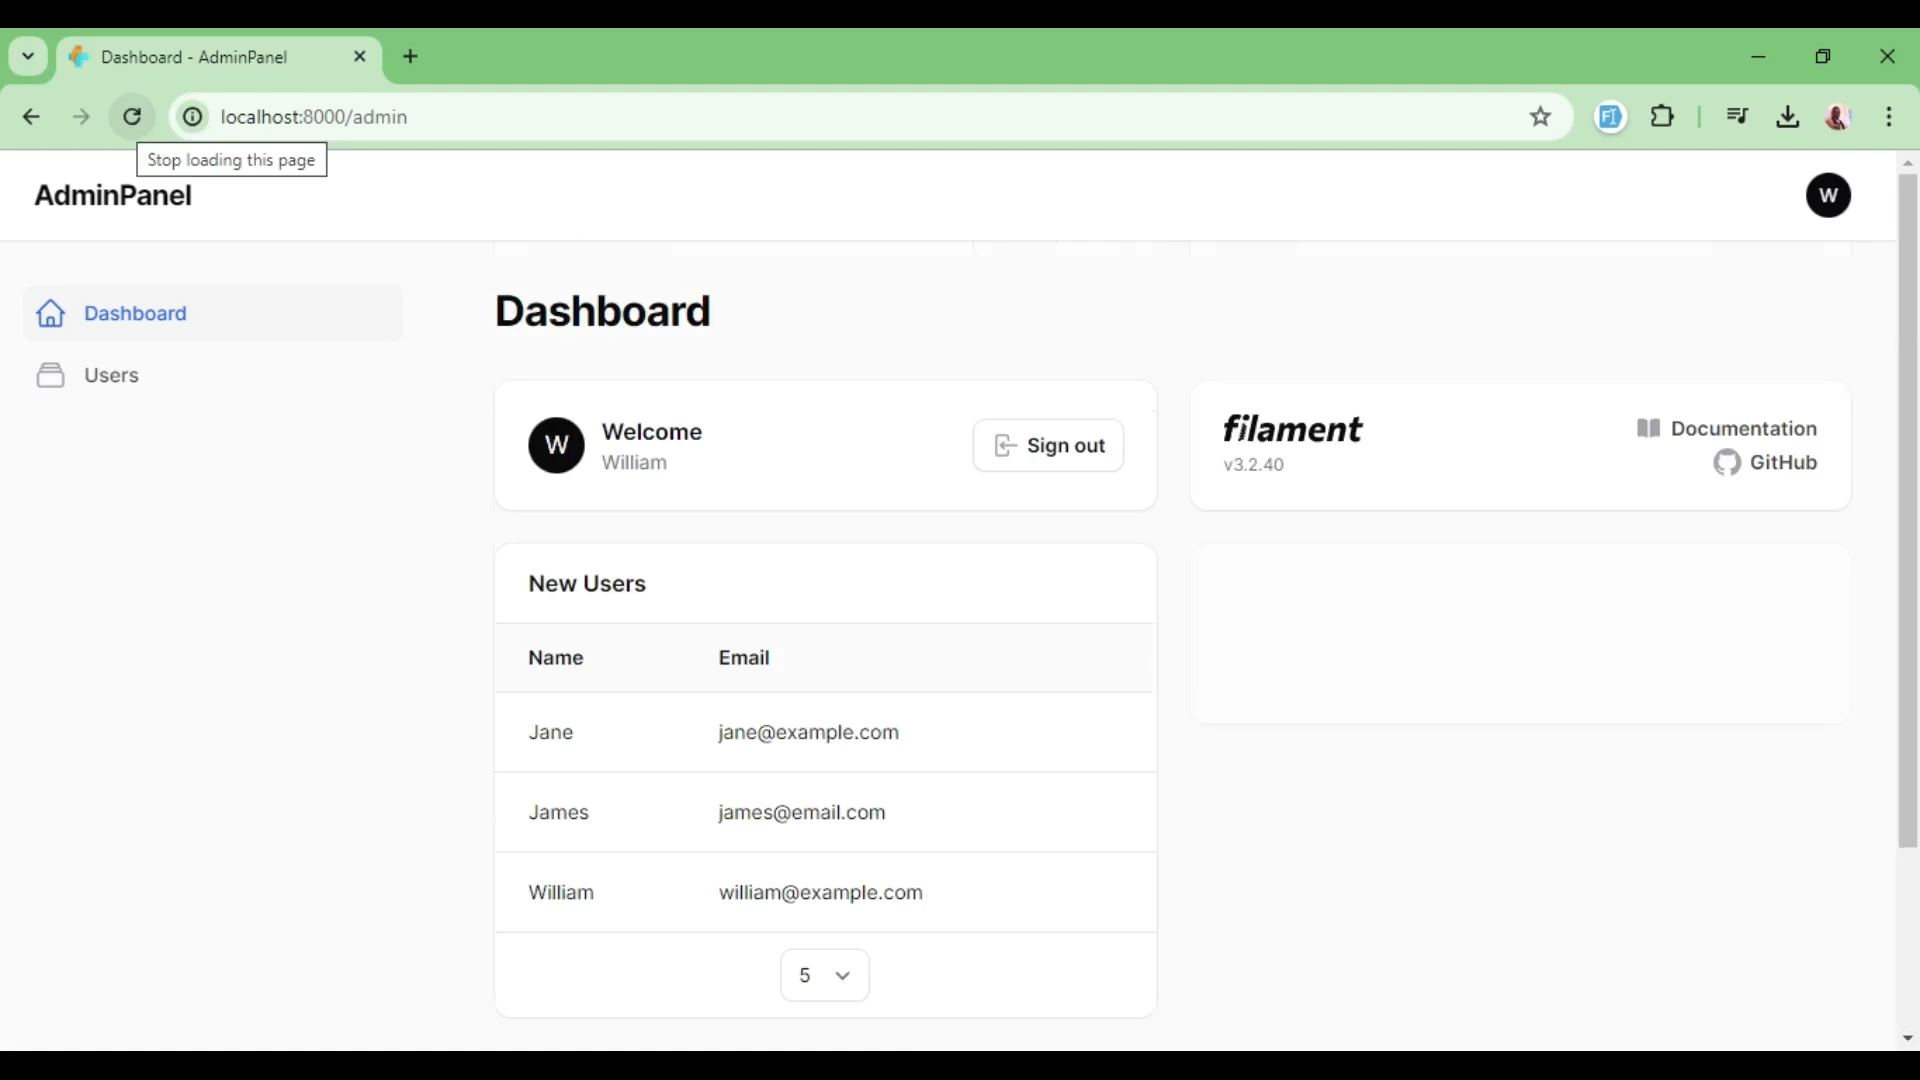 Dashboard - AdminPanel
localhost:8000/admin
FI
Stop loading this page
AdminPanel
W
Dashboard
Users
Dashboard
W
Welcome
William
Sign out
filament
v3.2.40
Documentation
GitHub
New Users
Name Email
Jane jane@example.com
James james@email.com
William william@example.com
5